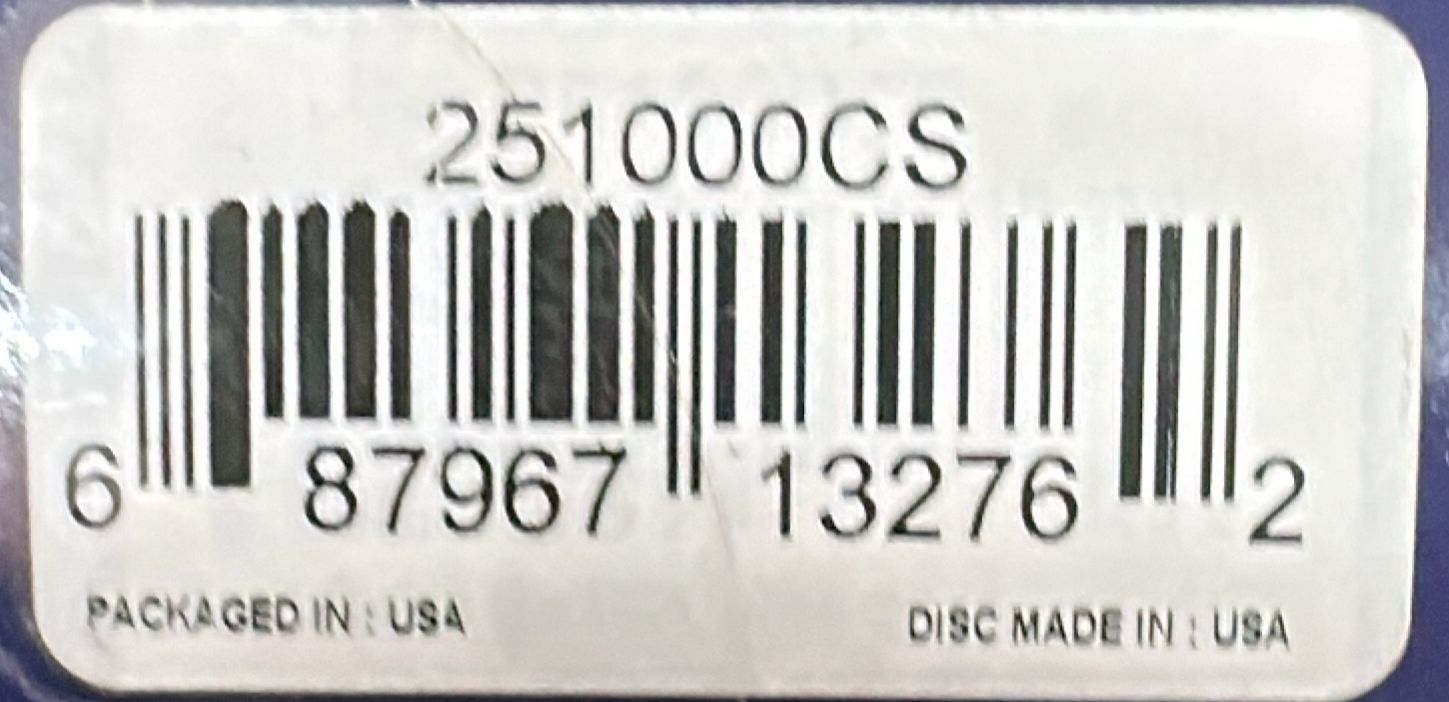 251000CS
6 87967 13276 2
PACKAGED IN : USA
DISC MADE IN : USA